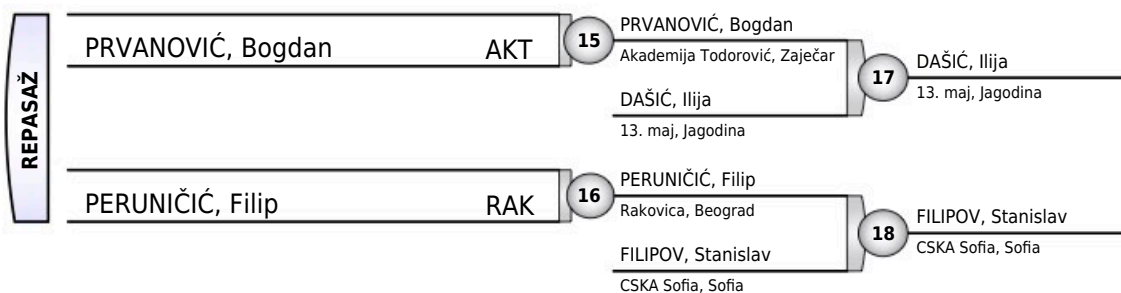 REPASAŽ
PRVANOVIĆ, Bogdan AKT
15
PRVANOVIĆ, Bogdan
Akademija Todorović, Zaječar
DAŠIĆ, Ilija
13. maj, Jagodina
17
DAŠIĆ, Ilija
13. maj, Jagodina
PERUNIČIĆ, Filip RAK
16
PERUNIČIĆ, Filip
Rakovica, Beograd
FILIPOV, Stanislav
CSKA Sofia, Sofia
18
FILIPOV, Stanislav
CSKA Sofia, Sofia